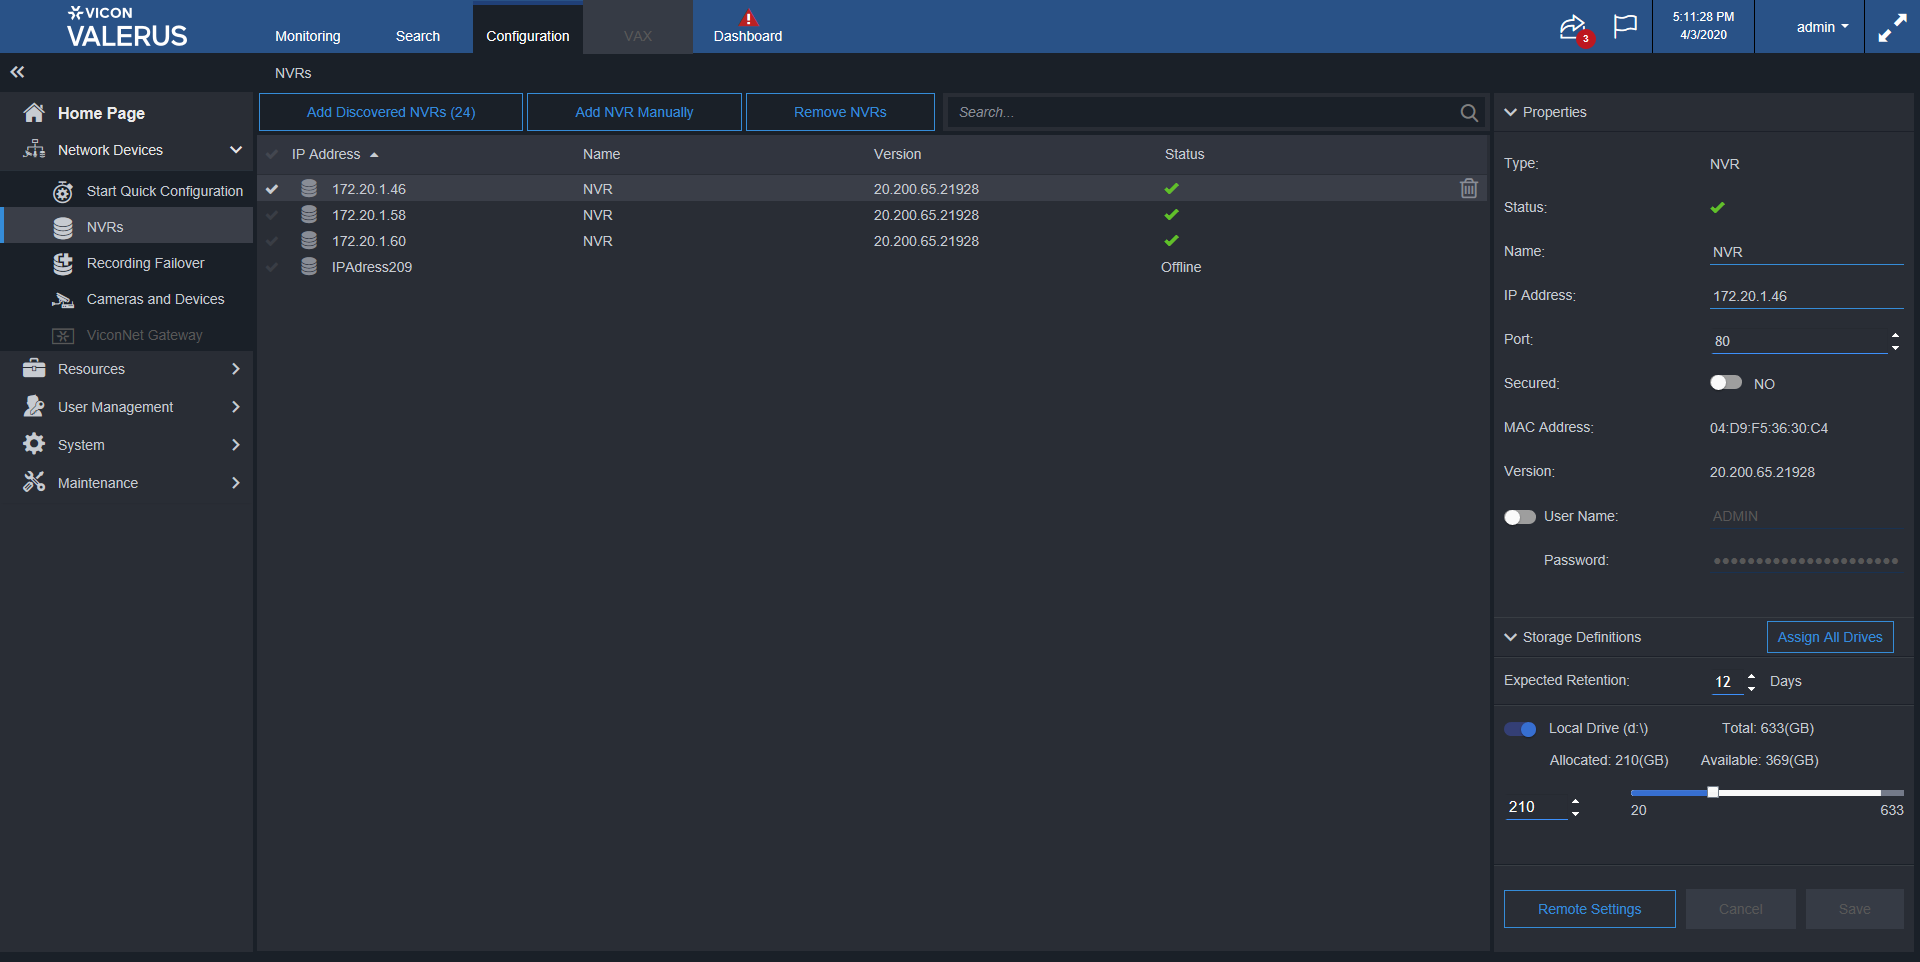 VICON
VALERUS
Monitoring
Search
Configuration
VAX
Dashboard
3
5:11:28 PM
4/3/2020
admin
NVRs
Home Page
Network Devices
Start Quick Configuration
NVRs
Recording Failover
Cameras and Devices
ViconNet Gateway
Resources
User Management
System
Maintenance
Add Discovered NVRs (24)
Add NVR Manually
Remove NVRs
Search...
IP Address Name Version Status
172.20.1.46 NVR 20.200.65.21928
172.20.1.58 NVR 20.200.65.21928
172.20.1.60 NVR 20.200.65.21928
IPAdress209 Offline
Properties
Type: NVR
Status:
Name: NVR
IP Address: 172.20.1.46
Port: 80
Secured: NO
MAC Address: 04:D9:F5:36:30:C4
Version: 20.200.65.21928
User Name: ADMIN
Password:
Storage Definitions Assign All Drives
Expected Retention: 12 Days
Local Drive (d:\) Total: 633(GB)
Allocated: 210(GB) Available: 369(GB)
210
20 633
Remote Settings Cancel Save